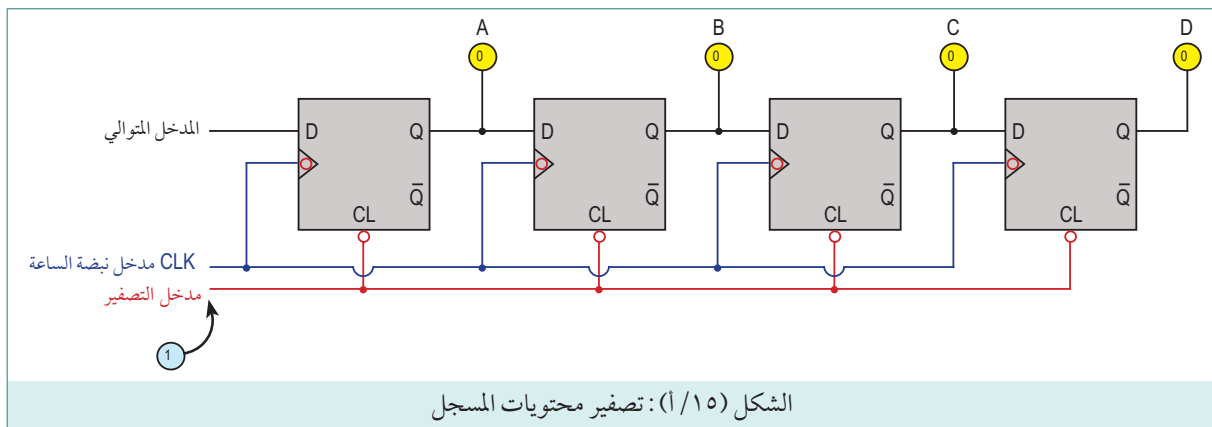 A B C D
0 0 0 0
المدخل المتوالي
D Q D Q D Q D Q
Q̅ Q̅ Q̅ Q̅
CL CL CL CL
CLK مدخل نبضة الساعة
مدخل التصفير
1
الشكل (١٥/ أ): تصفير محتويات المسجل